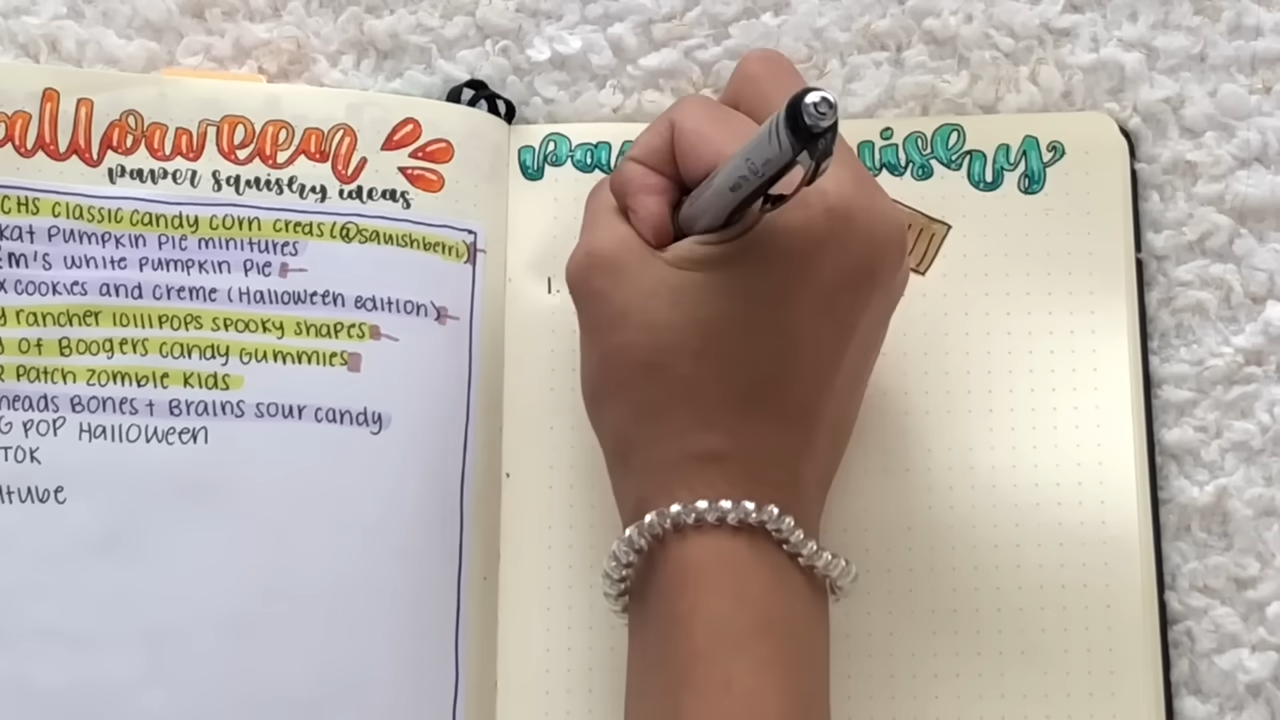 alloween
paper squishy ideas
CHS classic candy corn creds (@squishberri)
kat pumpkin pie minitures
m's white pumpkin pie
x cookies and creme (Halloween edition)
y rancher lollipops spooky shapes
g of Boogers candy Gummies
R Patch zombie Kids
heads Bones + Brains sour candy
G POP Halloween
TOK
utube
pa uishy
1.